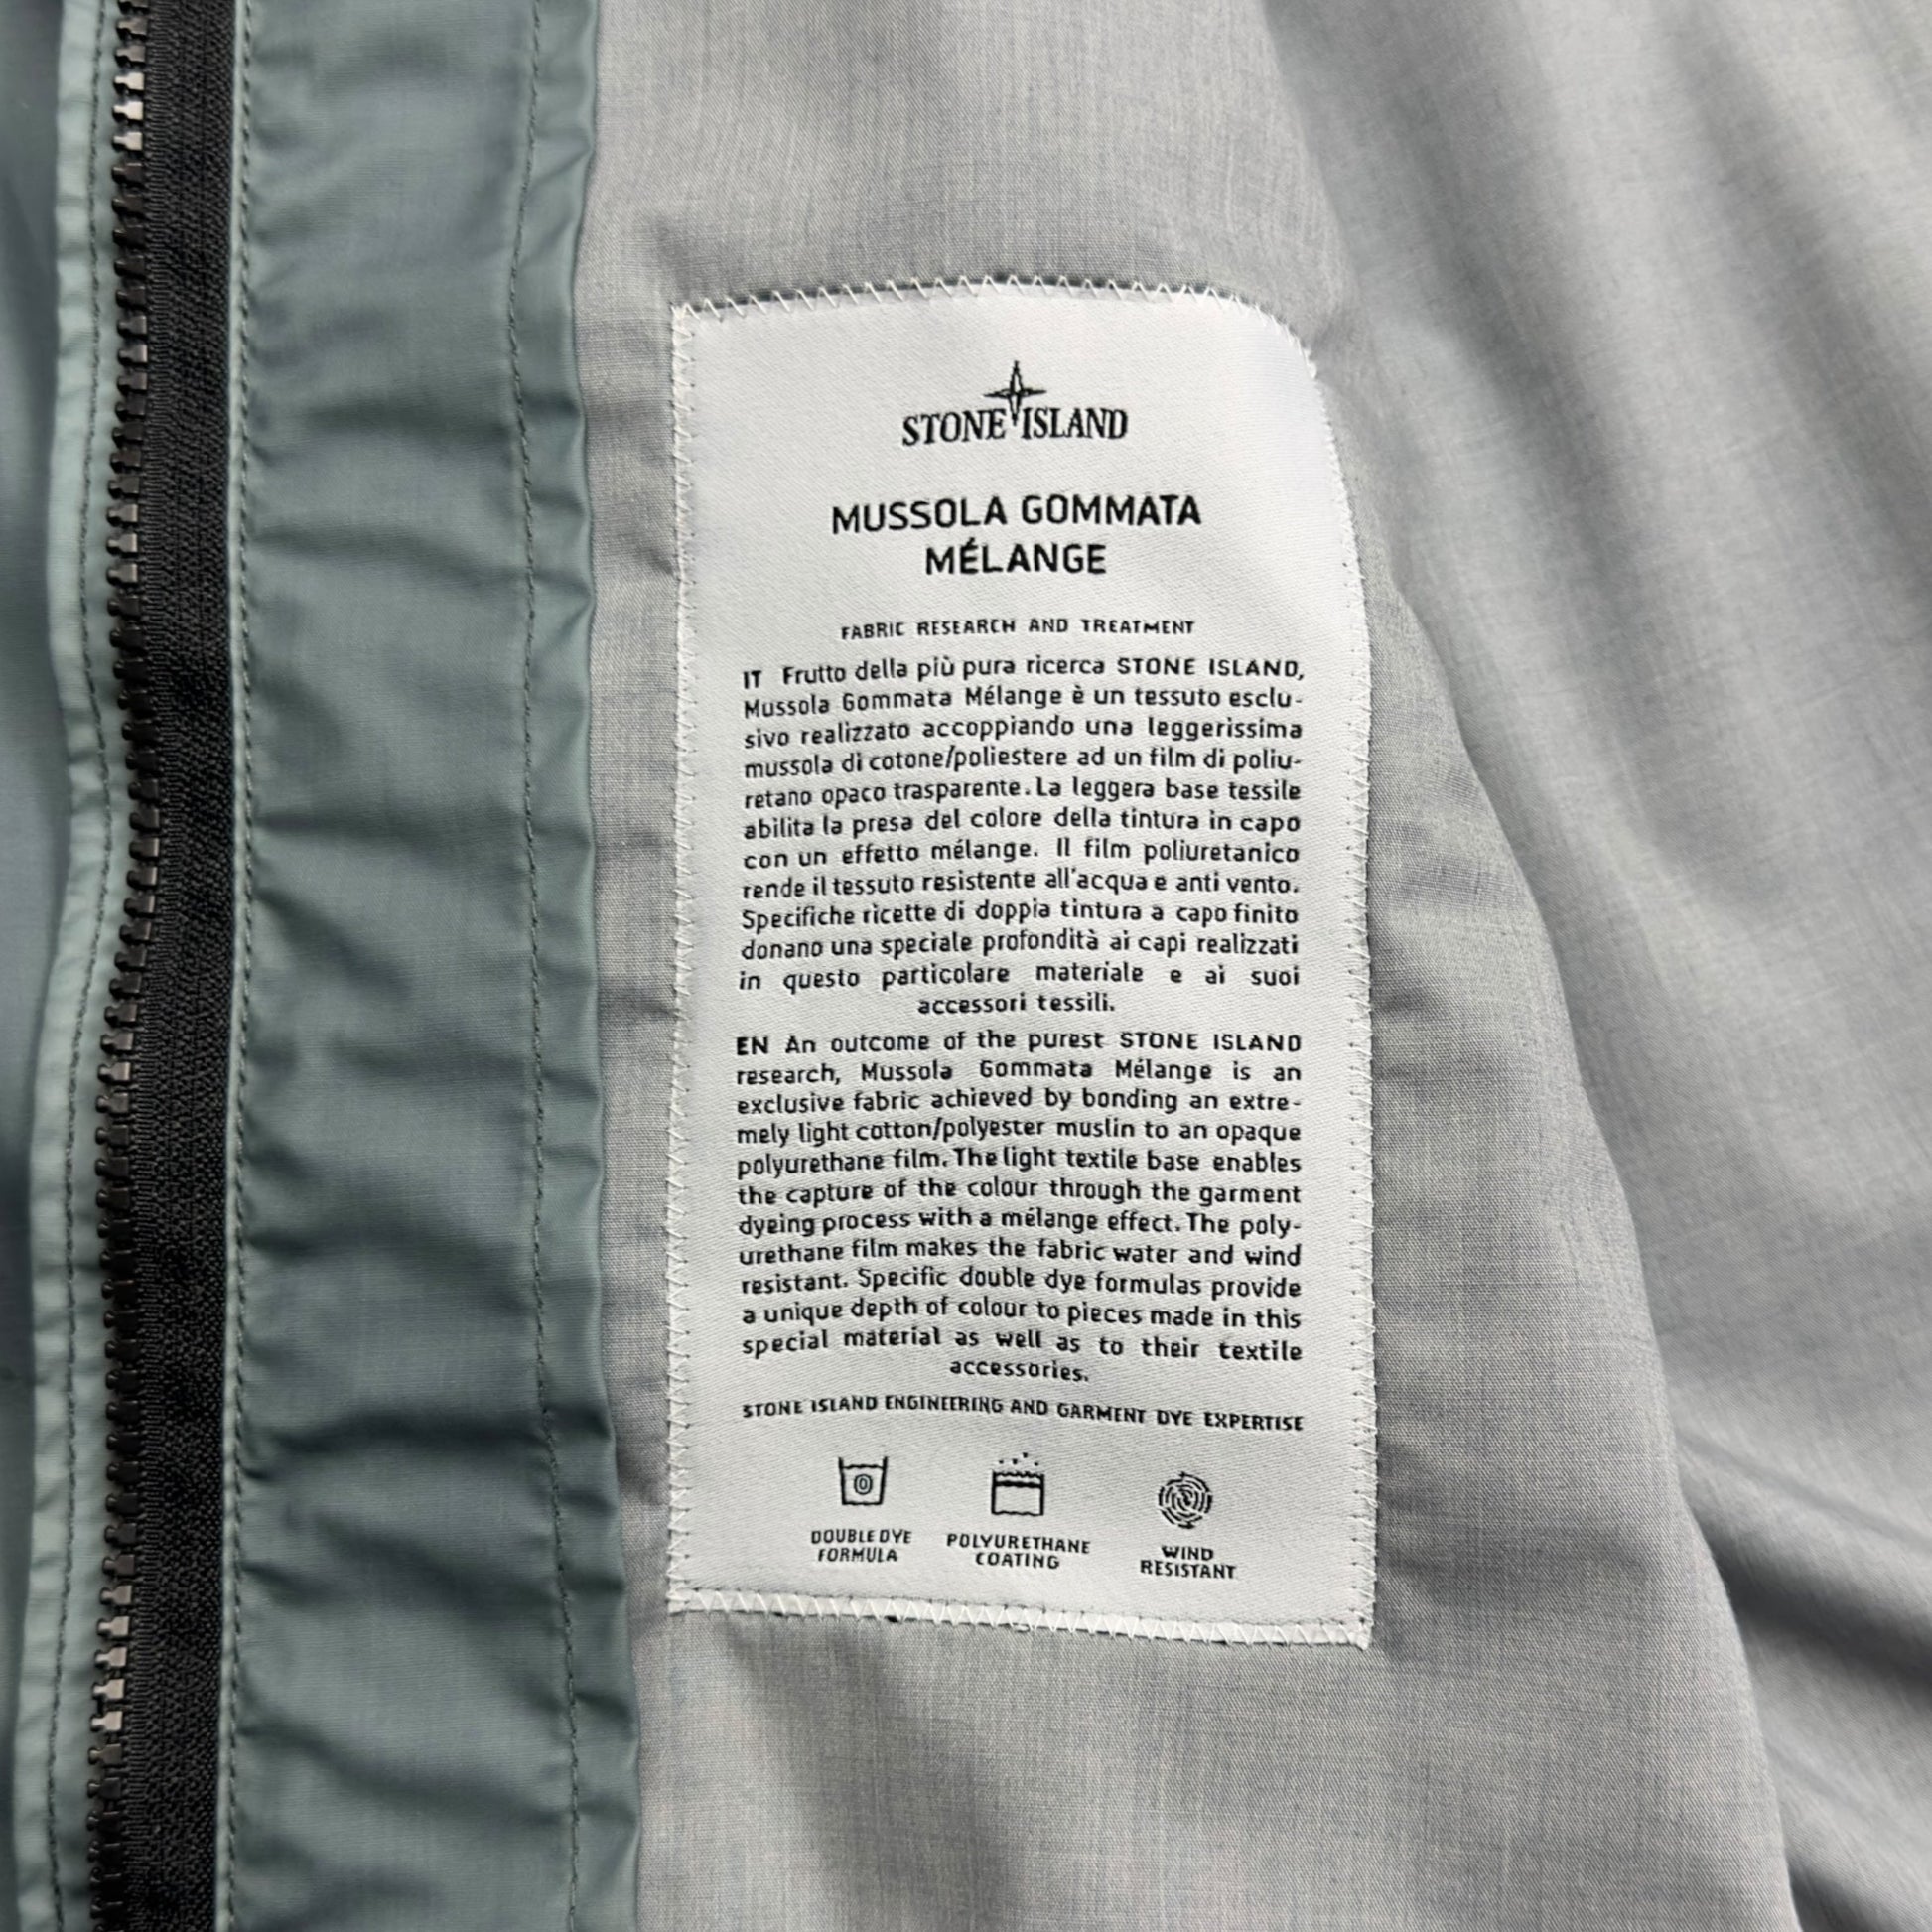 STONE ISLAND
MUSSOLA GOMMATA
MÉLANGE
FABRIC RESEARCH AND TREATMENT
IT Frutto della più pura ricerca STONE ISLAND,
Mussola Gommata Mélange è un tessuto esclu-
sivo realizzato accoppiando una leggerissima
mussola di cotone/poliestere ad un film di poliu-
retano opaco trasparente. La leggera base tessile
abilita la presa del colore della tintura in capo
con un effetto mélange. Il film poliuretanico
rende il tessuto resistente all'acqua e anti vento.
Specifiche ricette di doppia tintura a capo finito
donano una speciale profondità ai capi realizzati
in questo particolare materiale e ai suoi
accessori tessili.
EN An outcome of the purest STONE ISLAND
research, Mussola Gommata Mélange is an
exclusive fabric achieved by bonding an extre-
mely light cotton/polyester muslin to an opaque
polyurethane film. The light textile base enables
the capture of the colour through the garment
dyeing process with a mélange effect. The poly-
urethane film makes the fabric water and wind
resistant. Specific double dye formulas provide
a unique depth of colour to pieces made in this
special material as well as to their textile
accessories.
STONE ISLAND ENGINEERING AND GARMENT DYE EXPERTISE
DOUBLE DYE
FORMULA
POLYURETHANE
COATING
WIND
RESISTANT